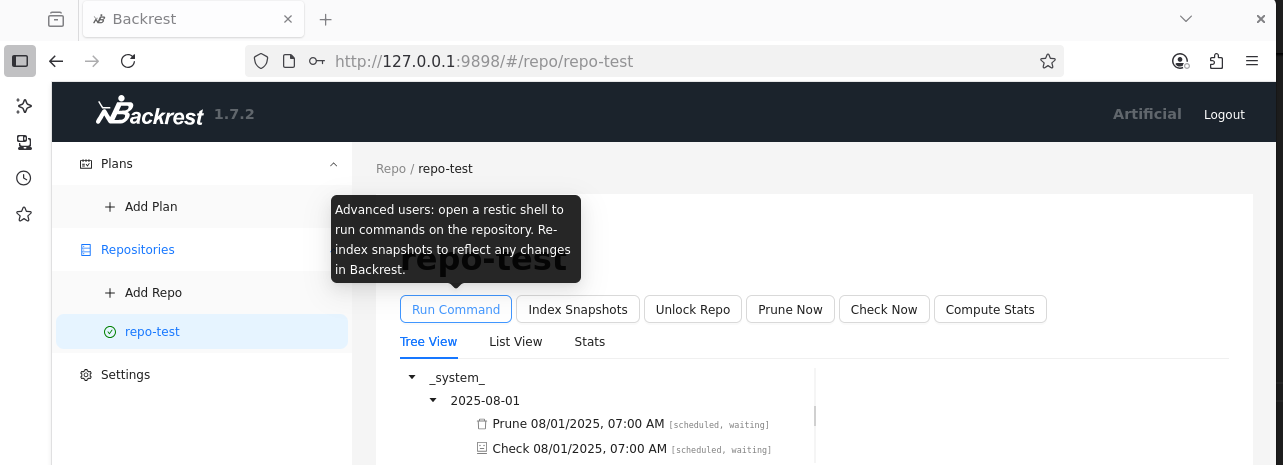 Backrest
http://127.0.0.1:9898/#/repo/repo-test
Backrest 1.7.2
Artificial
Logout
Plans
Add Plan
Repositories
Add Repo
repo-test
Settings
Repo / repo-test
Advanced users: open a restic shell to
run commands on the repository. Re-
index snapshots to reflect any changes
in Backrest.
repo-test
Run Command
Index Snapshots
Unlock Repo
Prune Now
Check Now
Compute Stats
Tree View
List View
Stats
_system_
2025-08-01
Prune 08/01/2025, 07:00 AM [scheduled, waiting]
Check 08/01/2025, 07:00 AM [scheduled, waiting]